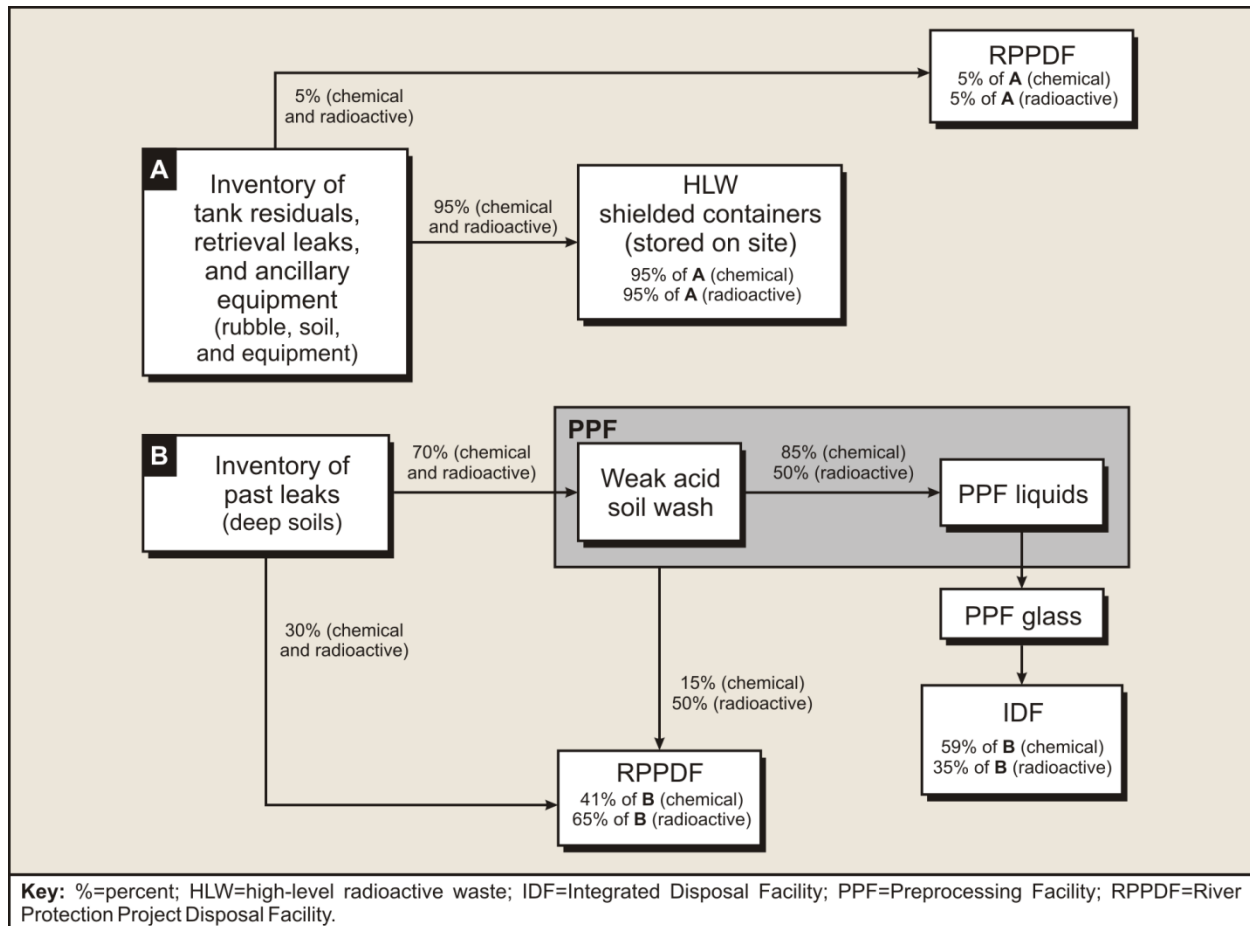 RPPDF
5% of A (chemical)
5% of A (radioactive)
5% (chemical
and radioactive)
A
Inventory of
tank residuals,
retrieval leaks,
and ancillary
equipment
(rubble, soil,
and equipment)
95% (chemical
and radioactive)
HLW
shielded containers
(stored on site)
95% of A (chemical)
95% of A (radioactive)
B
Inventory of
past leaks
(deep soils)
70% (chemical
and radioactive)
PPF
Weak acid
soil wash
85% (chemical)
50% (radioactive)
PPF liquids
PPF glass
30% (chemical
and radioactive)
15% (chemical)
50% (radioactive)
IDF
59% of B (chemical)
35% of B (radioactive)
RPPDF
41% of B (chemical)
65% of B (radioactive)
Key: %=percent; HLW=high-level radioactive waste; IDF=Integrated Disposal Facility; PPF=Preprocessing Facility; RPPDF=River
Protection Project Disposal Facility.